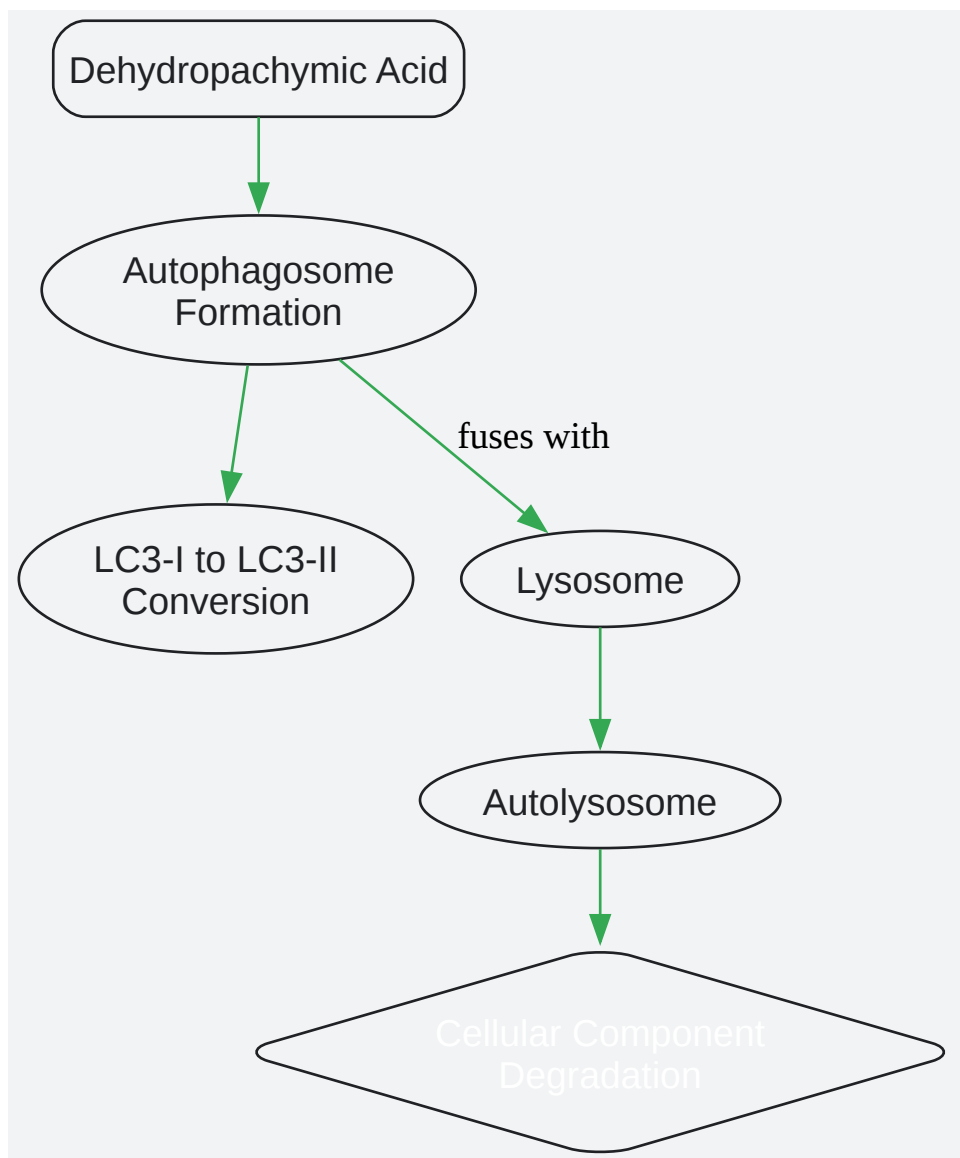 Dehydropachymic Acid
Autophagosome
Formation
fuses with
LC3-I to LC3-II
Conversion
Lysosome
Autolysosome
Cellular Component
Degradation